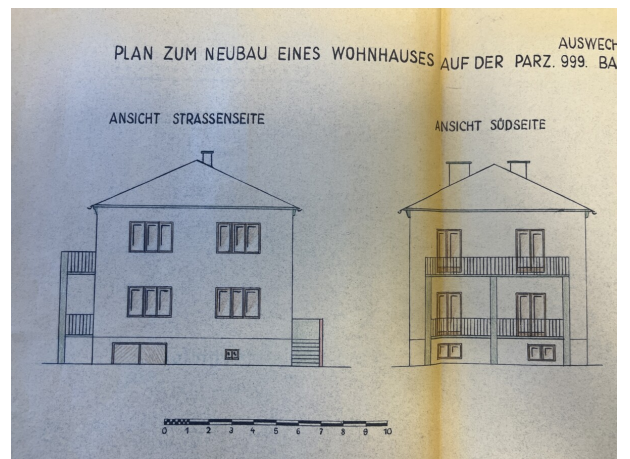 AUSWECH
PLAN ZUM NEUBAU EINES WOHNHAUSES AUF DER PARZ. 999. BA
ANSICHT STRASSENSEITE
ANSICHT SÜDSEITE
0 1 2 3 4 5 6 7 8 9 10